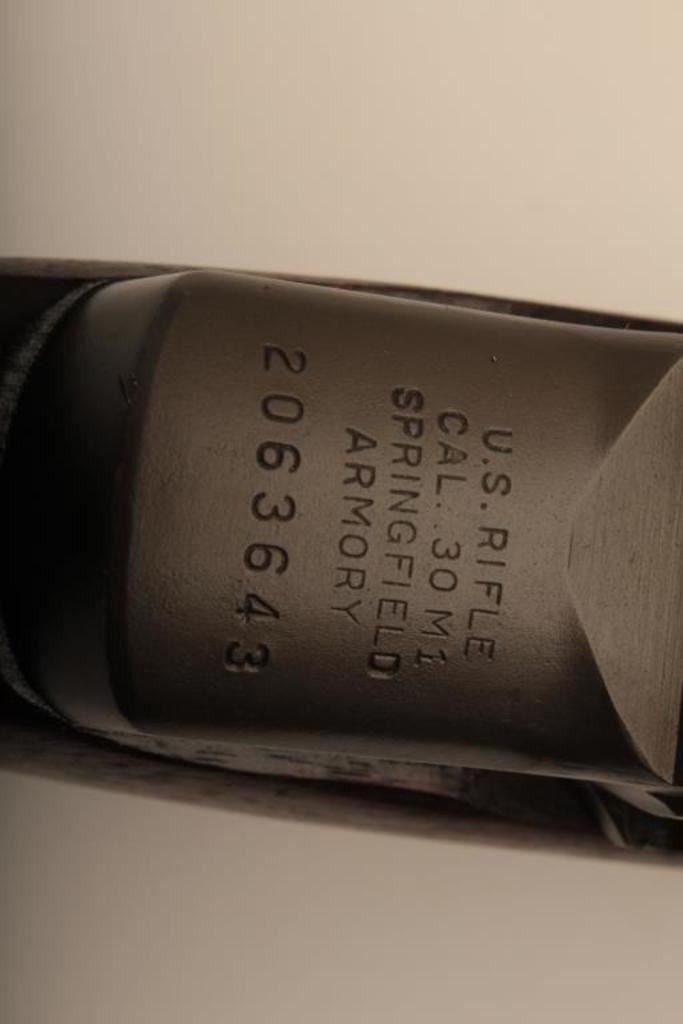 U.S. RIFLE
CAL. .30 M1
SPRINGFIELD
ARMORY
2063643